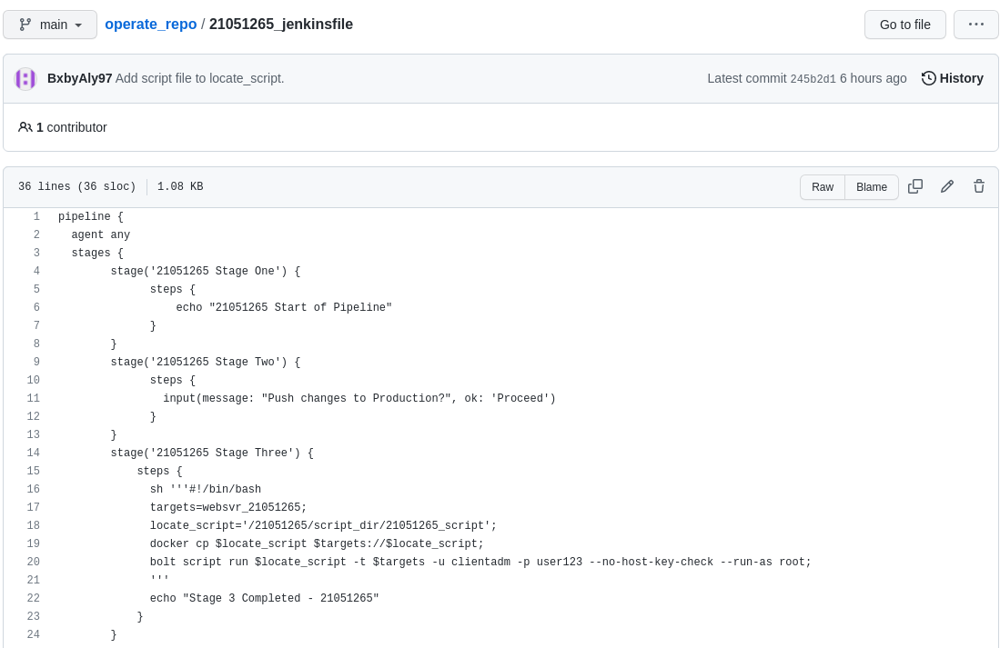 main operate_repo / 21051265_jenkinsfile Go to file ...
BxbyAly97 Add script file to locate_script. Latest commit 245b2d1 6 hours ago History
1 contributor
36 lines (36 sloc) 1.08 KB Raw Blame
1 pipeline {
2   agent any
3   stages {
4         stage('21051265 Stage One') {
5               steps {
6                   echo "21051265 Start of Pipeline"
7               }
8         }
9         stage('21051265 Stage Two') {
10               steps {
11                 input(message: "Push changes to Production?", ok: 'Proceed')
12               }
13         }
14         stage('21051265 Stage Three') {
15             steps {
16               sh '''#!/bin/bash
17               targets=websvr_21051265;
18               locate_script='/21051265/script_dir/21051265_script';
19               docker cp $locate_script $targets://$locate_script;
20               bolt script run $locate_script -t $targets -u clientadm -p user123 --no-host-key-check --run-as root;
21               '''
22               echo "Stage 3 Completed - 21051265"
23             }
24         }